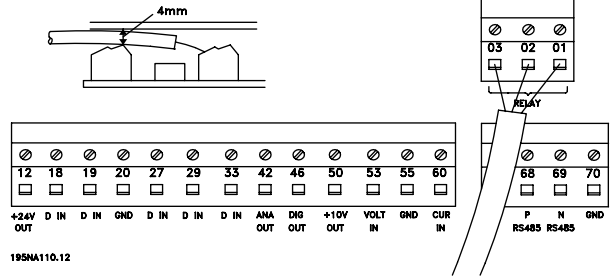 4mm
03 02 01
RELAY
12 18 19 20 27 29 33 42 46 50 53 55 60 68 69 70
+24V OUT D IN D IN GND D IN D IN D IN ANA OUT DIG OUT +10V OUT VOLT IN GND CUR IN P RS485 N RS485 GND
195NA110.12